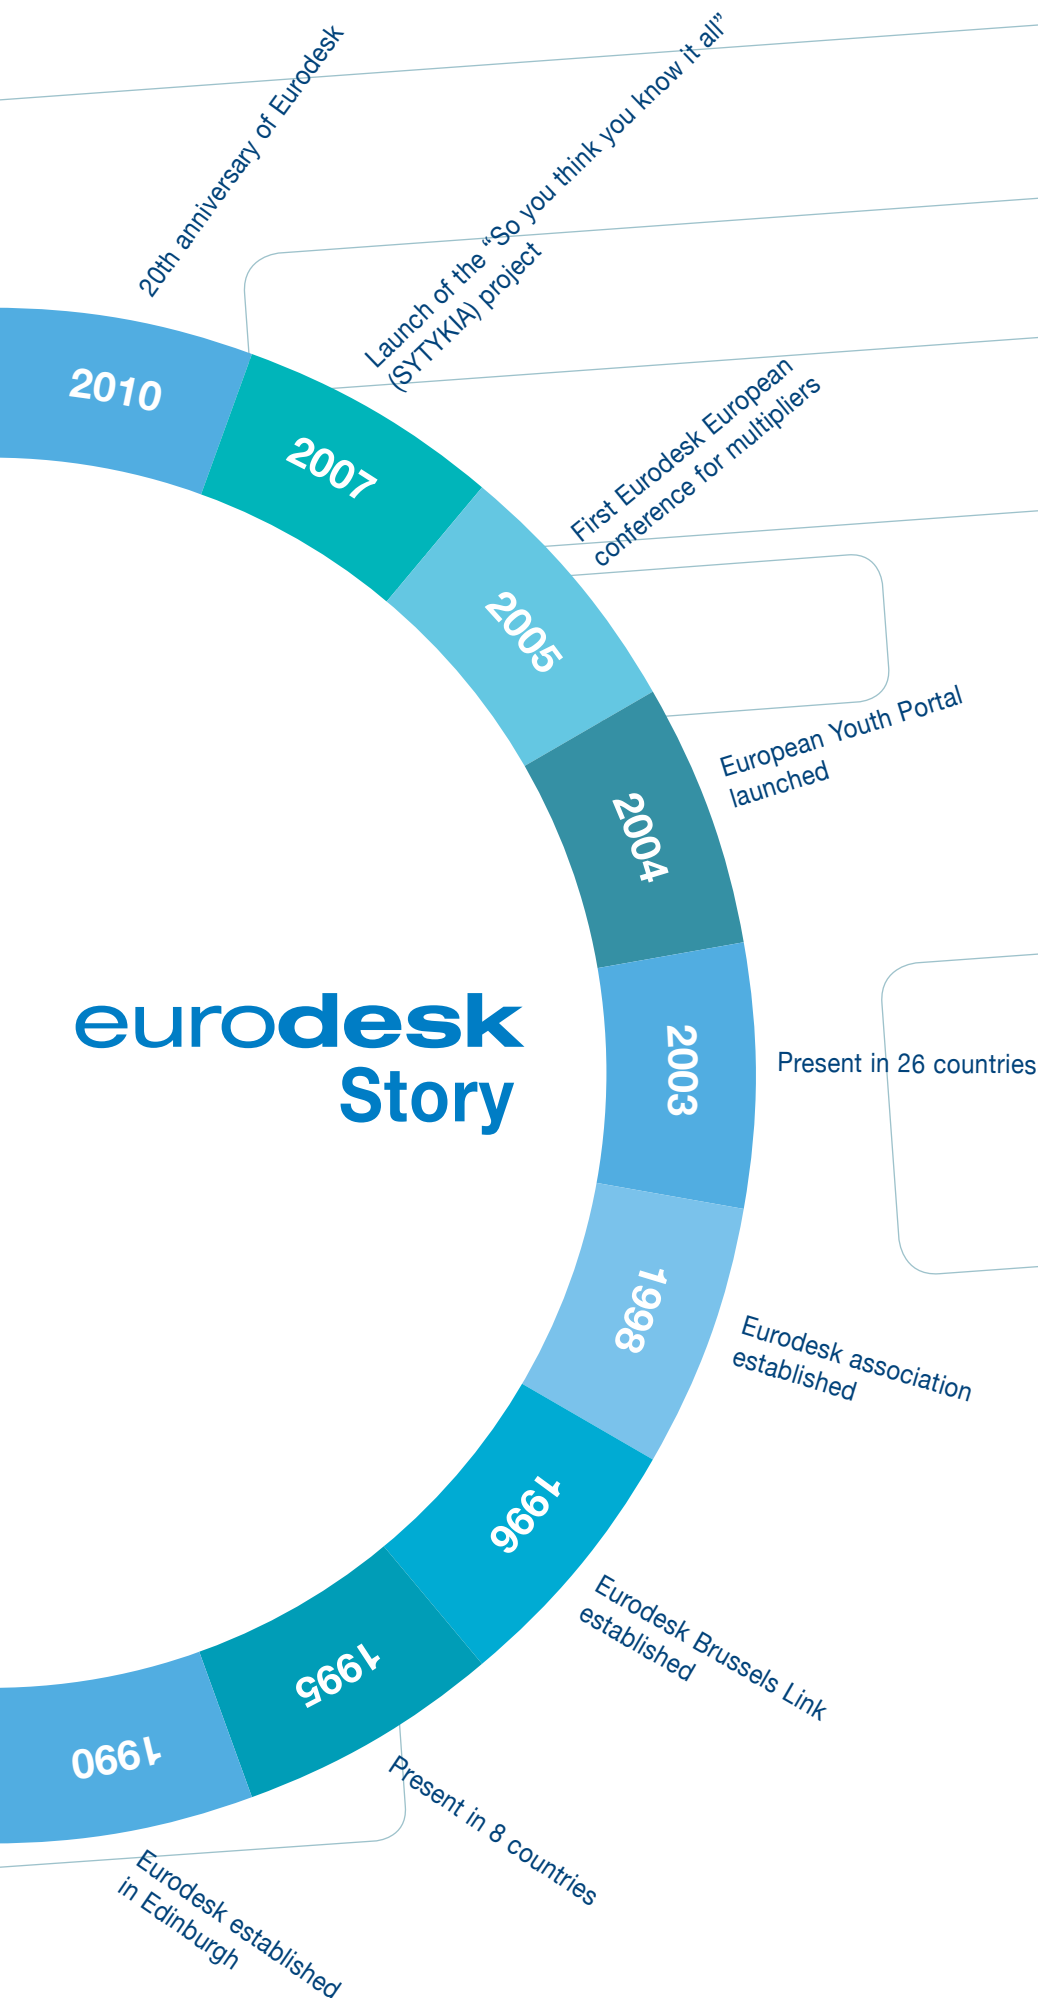 20th anniversary of Eurodesk
2010
Launch of the “So you think you know it all”
(SYTYKIA) project
2007
First Eurodesk European
conference for multipliers
2005
European Youth Portal
launched
2004
eurodesk
Story
Present in 26 countries
2003
Eurodesk association
established
1998
Eurodesk Brussels Link
established
1996
Present in 8 countries
1995
Eurodesk established
in Edinburgh
1990